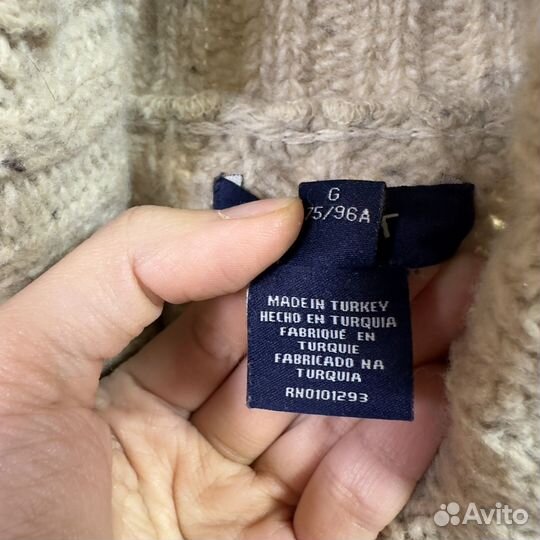 G
75/96A
MADE IN TURKEY
HECHO EN TURQUIA
FABRIQUÉ EN
TURQUIE
FABRICADO NA
TURQUIA
RN0101293
Avito